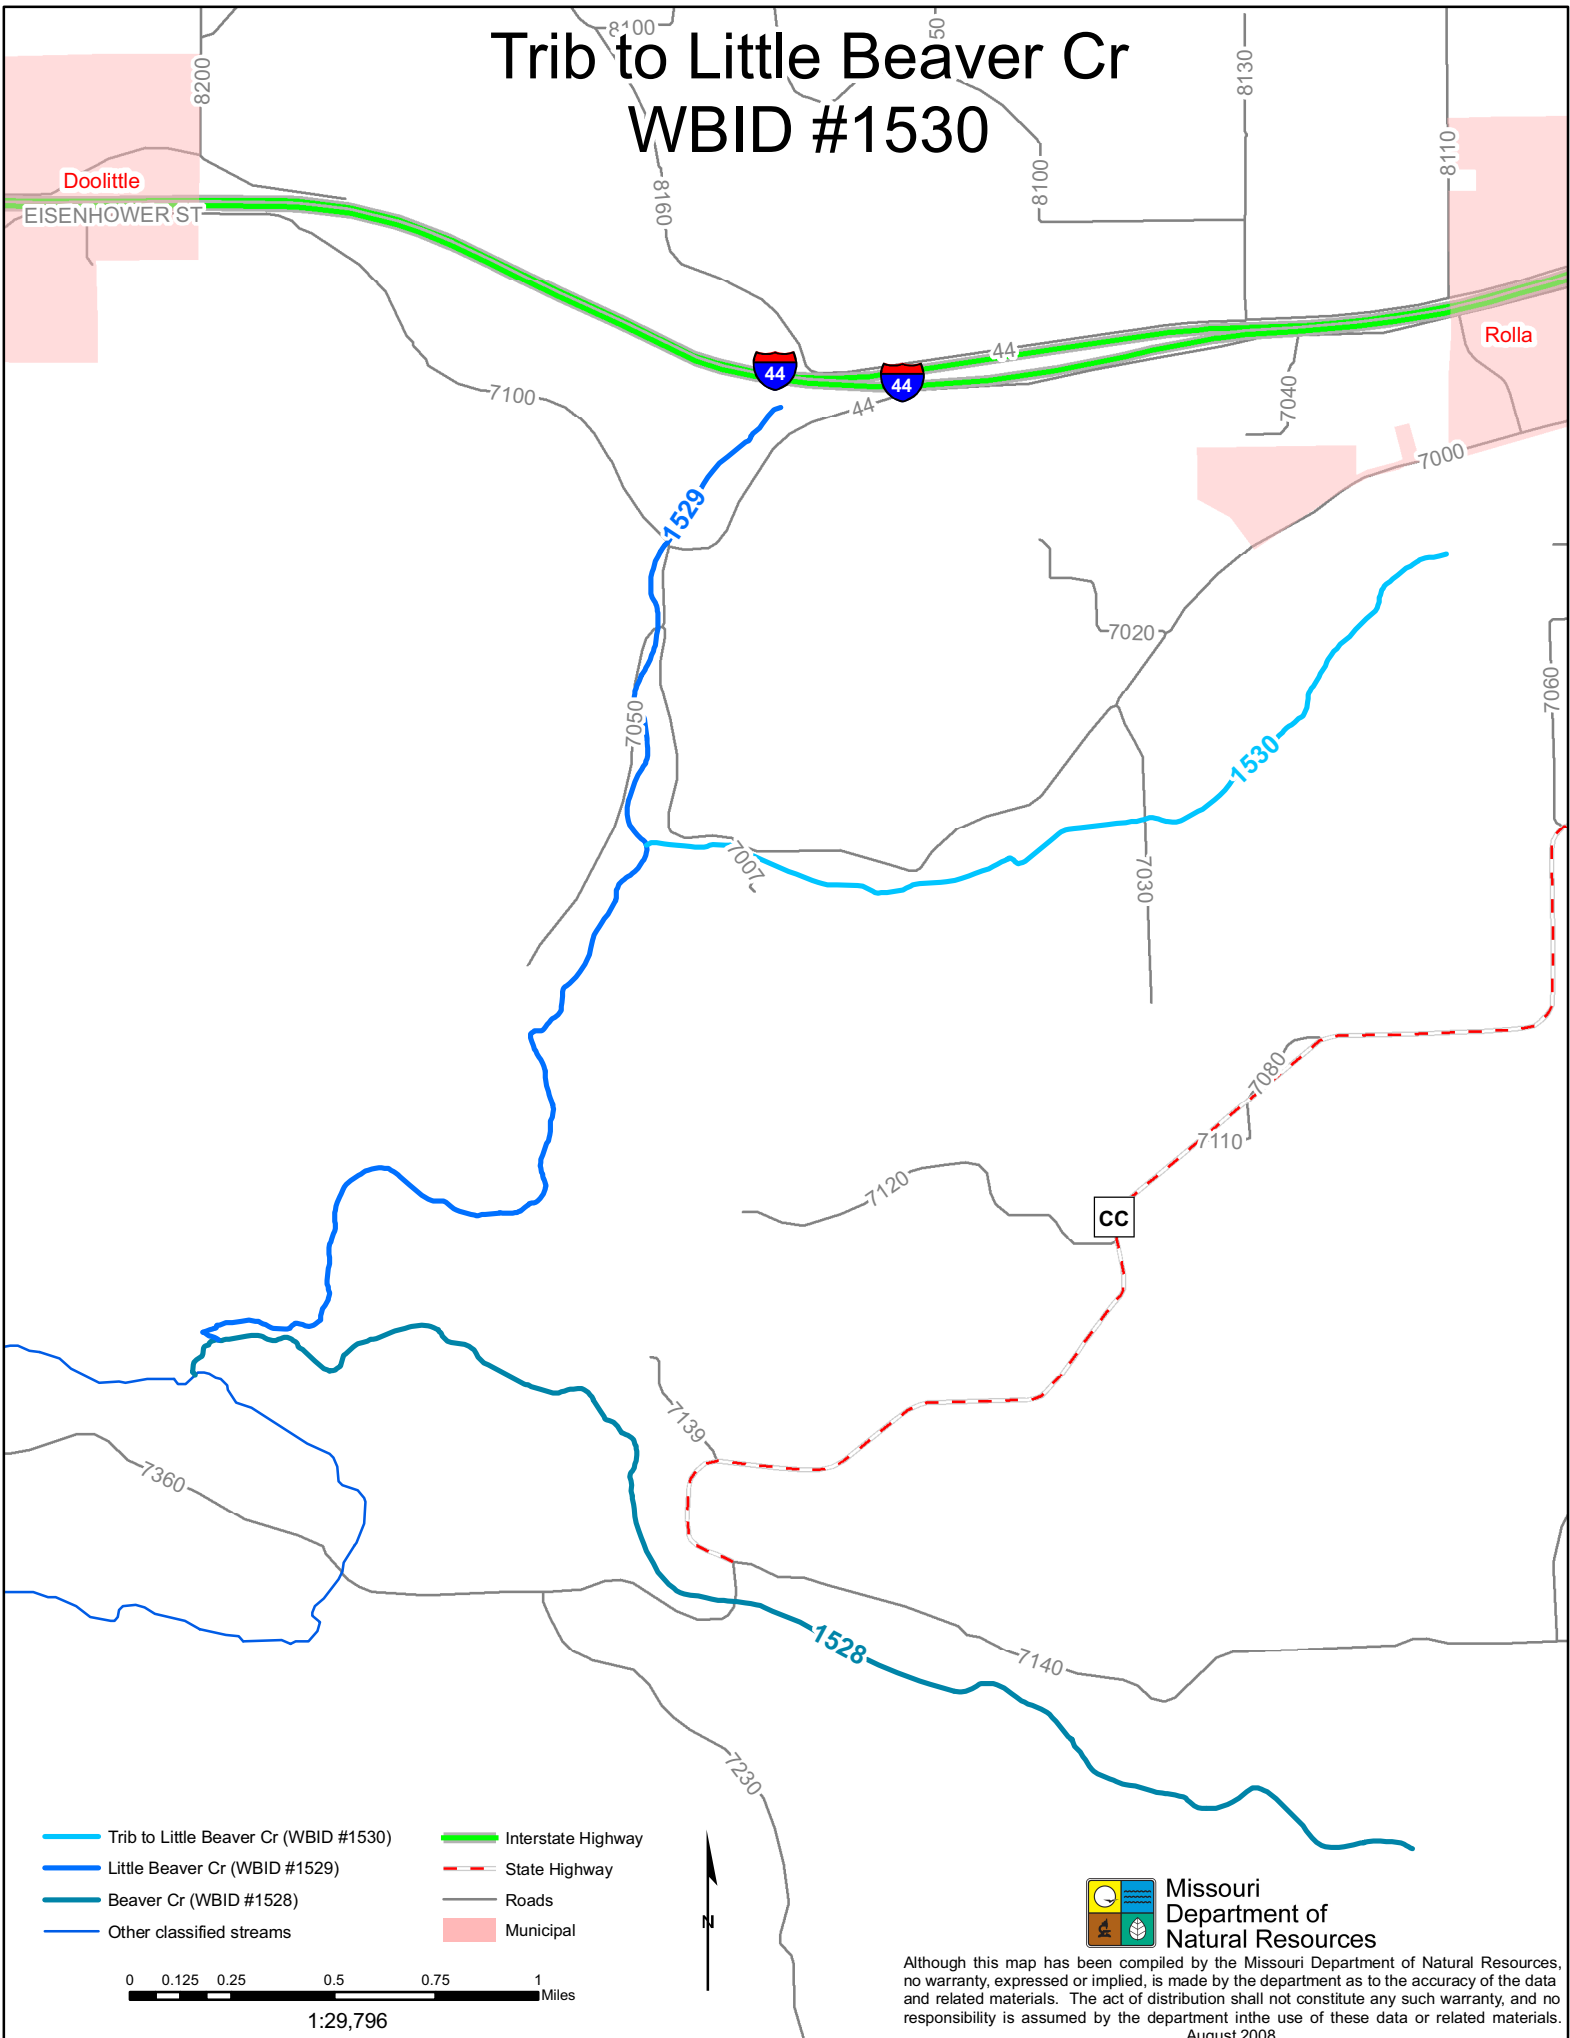 Trib to Little Beaver Cr
WBID #1530
8200
8100
50
8130
8110
8160
8100
Doolittle
EISENHOWER ST
Rolla
44
44
44
44
7100
7040
7000
1529
7020
7060
7050
1530
7007
7030
7080
7110
7120
CC
7139
7360
1528
7140
7230
Trib to Little Beaver Cr (WBID #1530)
Little Beaver Cr (WBID #1529)
Beaver Cr (WBID #1528)
Other classified streams
Interstate Highway
State Highway
Roads
Municipal
N
0 0.125 0.25 0.5 0.75 1
Miles
1:29,796
Missouri
Department of
Natural Resources
Although this map has been compiled by the Missouri Department of Natural Resources,
no warranty, expressed or implied, is made by the department as to the accuracy of the data
and related materials. The act of distribution shall not constitute any such warranty, and no
responsibility is assumed by the department inthe use of these data or related materials.
August 2008